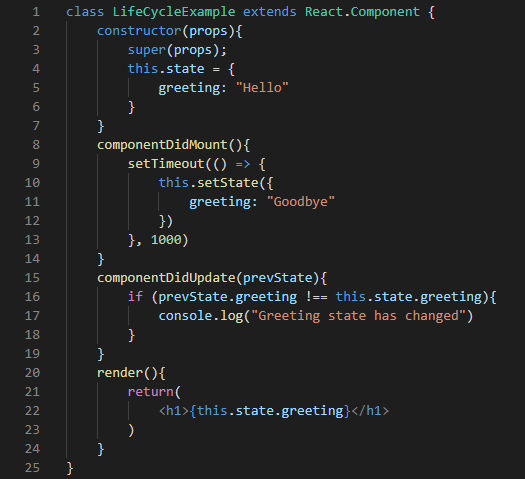 1 class LifeCycleExample extends React.Component {
2     constructor(props){
3         super(props);
4         this.state = {
5             greeting: "Hello"
6         }
7     }
8     componentDidMount(){
9         setTimeout(() => {
10             this.setState({
11                 greeting: "Goodbye"
12             })
13         }, 1000)
14     }
15     componentDidUpdate(prevState){
16         if (prevState.greeting !== this.state.greeting){
17             console.log("Greeting state has changed")
18         }
19     }
20     render(){
21         return(
22             <h1>{this.state.greeting}</h1>
23         )
24     }
25 }